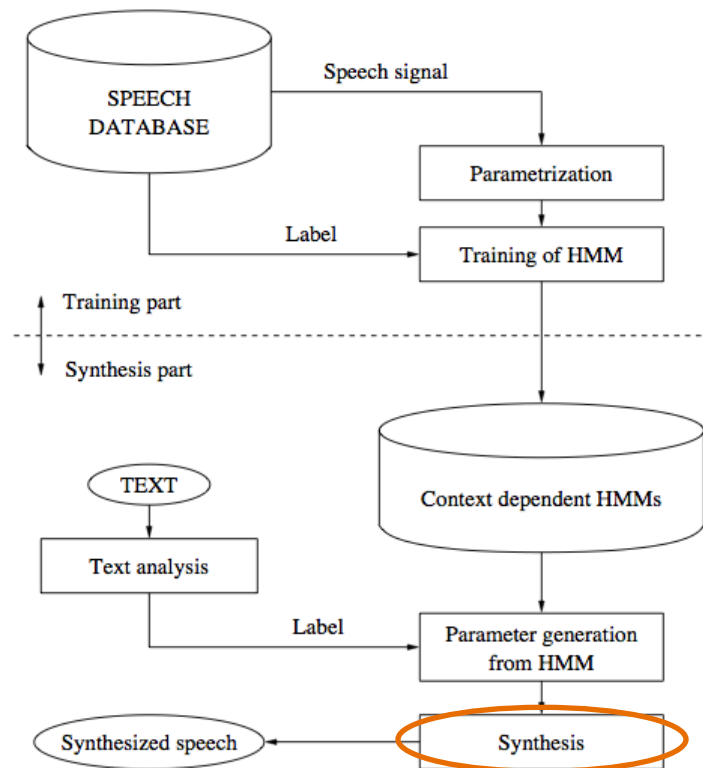 Speech signal
SPEECH
DATABASE
Parametrization
Label
Training of HMM
Training part
Synthesis part
TEXT
Context dependent HMMs
Text analysis
Label
Parameter generation
from HMM
Synthesized speech
Synthesis